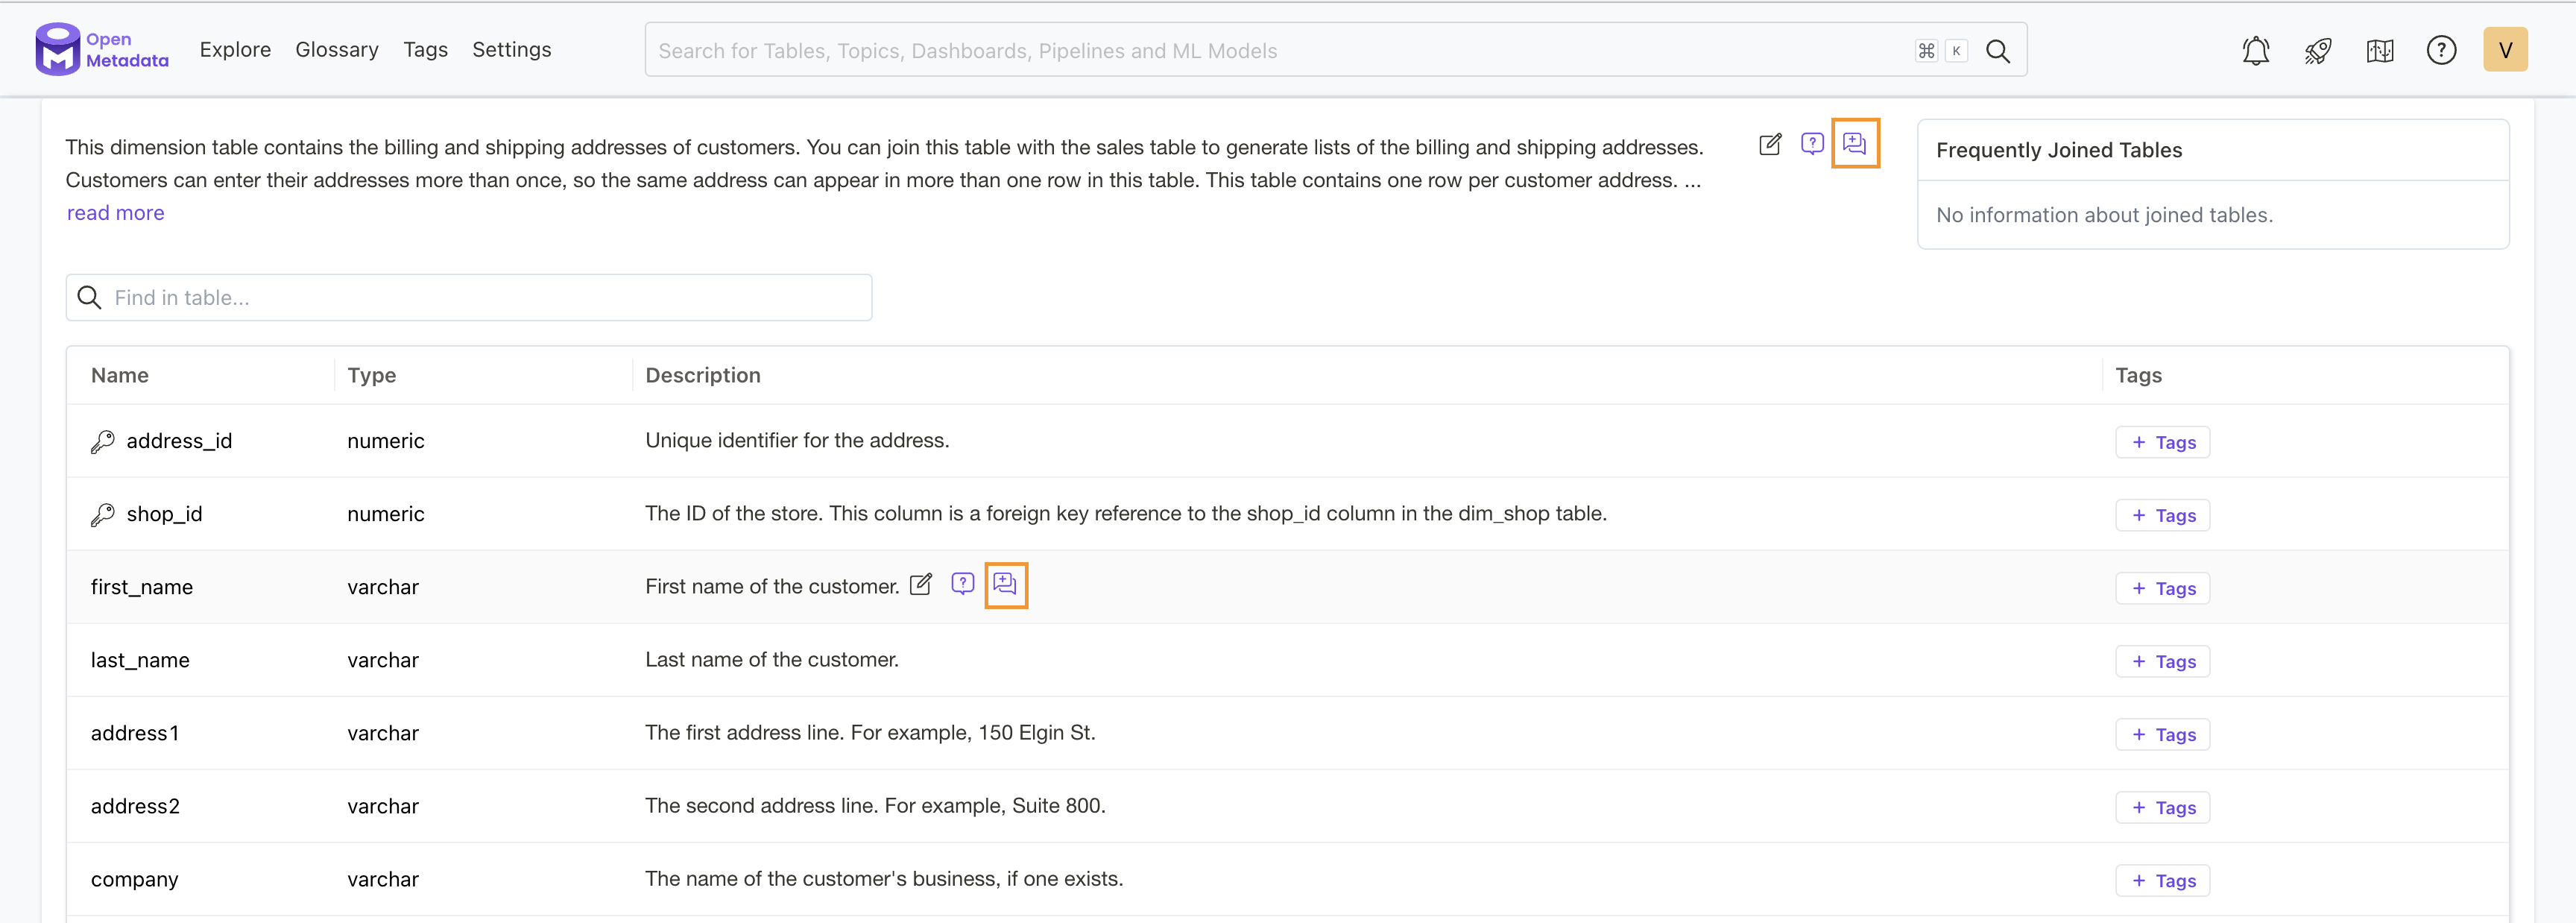 Open
Metadata
Explore Glossary Tags Settings
Search for Tables, Topics, Dashboards, Pipelines and ML Models
⌘ K
?
V
This dimension table contains the billing and shipping addresses of customers. You can join this table with the sales table to generate lists of the billing and shipping addresses.
Customers can enter their addresses more than once, so the same address can appear in more than one row in this table. This table contains one row per customer address. ...
read more
Frequently Joined Tables
No information about joined tables.
Find in table...
Name Type Description Tags
address_id numeric Unique identifier for the address. + Tags
shop_id numeric The ID of the store. This column is a foreign key reference to the shop_id column in the dim_shop table. + Tags
first_name varchar First name of the customer. + Tags
last_name varchar Last name of the customer. + Tags
address1 varchar The first address line. For example, 150 Elgin St. + Tags
address2 varchar The second address line. For example, Suite 800. + Tags
company varchar The name of the customer's business, if one exists. + Tags